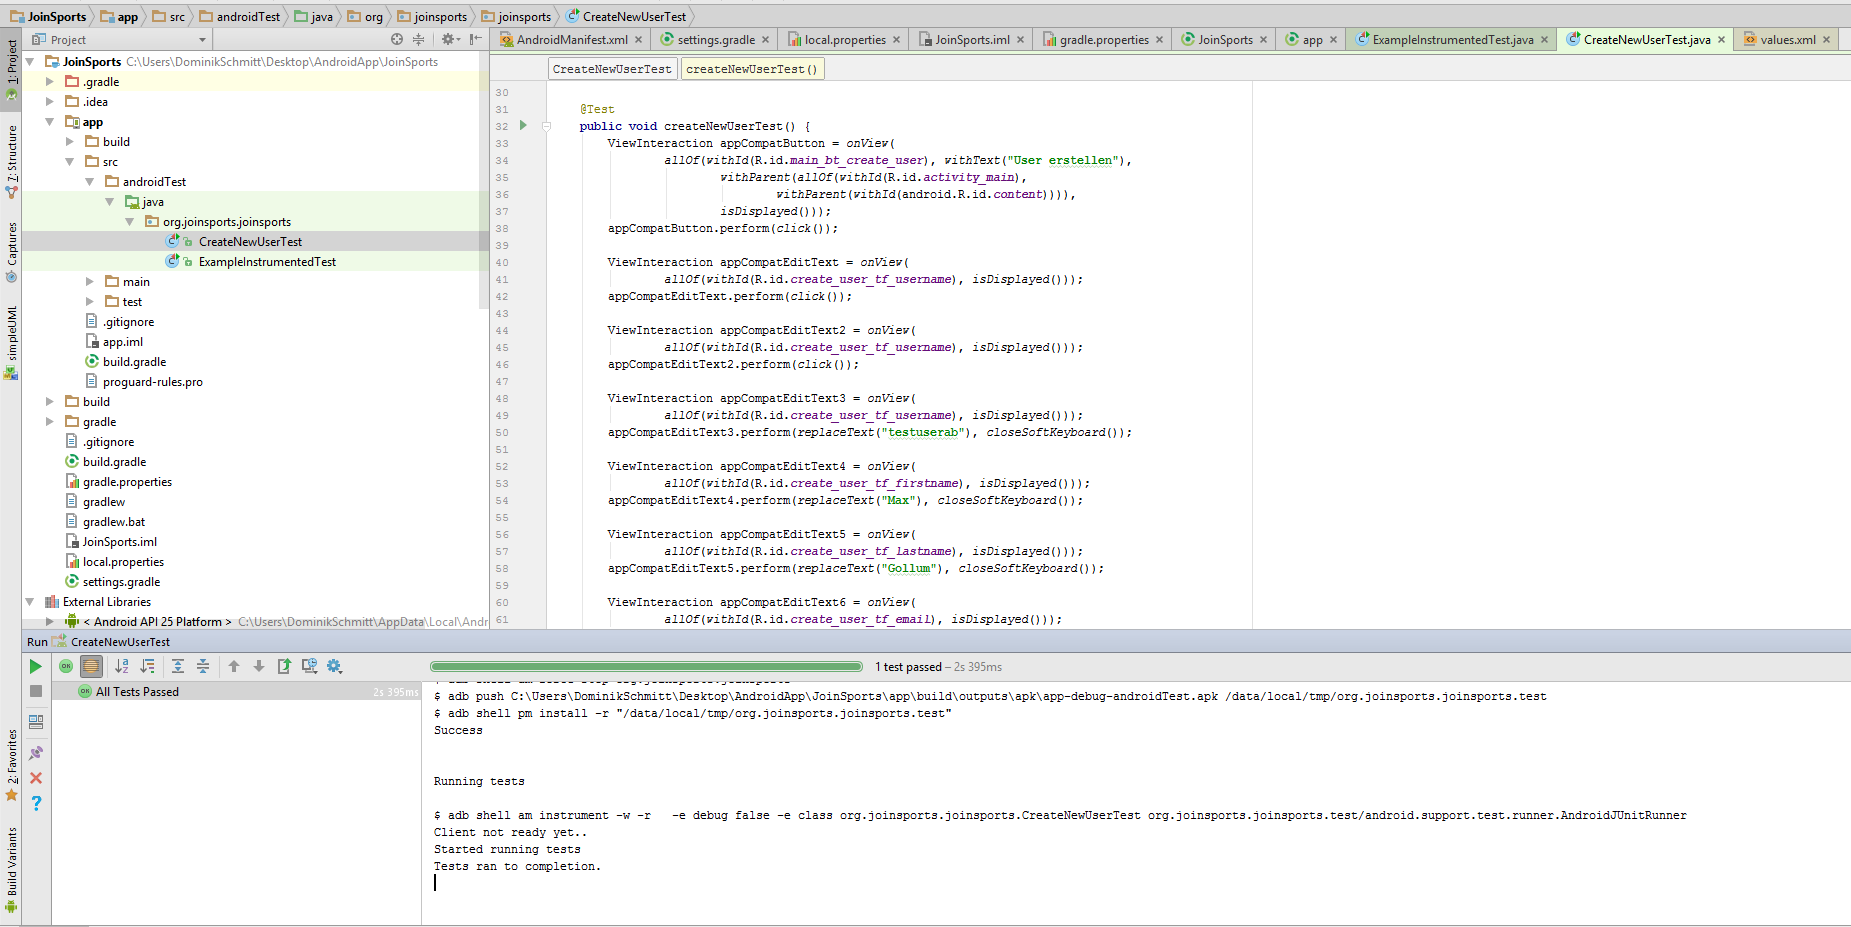 JoinSports app src androidTest java org joinsports joinsports CreateNewUserTest
Project
AndroidManifest.xml settings.gradle local.properties JoinSports.iml gradle.properties JoinSports app ExampleInstrumentedTest.java CreateNewUserTest.java values.xml
1: Project
7: Structure
Captures
simpleUML
2: Favorites
Build Variants
JoinSports C:\Users\DominikSchmitt\Desktop\AndroidApp\JoinSports
.gradle
.idea
app
build
src
androidTest
java
org.joinsports.joinsports
CreateNewUserTest
ExampleInstrumentedTest
main
test
.gitignore
app.iml
build.gradle
proguard-rules.pro
build
gradle
.gitignore
build.gradle
gradle.properties
gradlew
gradlew.bat
JoinSports.iml
local.properties
settings.gradle
External Libraries
< Android API 25 Platform > C:\Users\DominikSchmitt\AppData\Local\Andr
CreateNewUserTest createNewUserTest()
30
31 @Test
32 public void createNewUserTest() {
33 ViewInteraction appCompatButton = onView(
34 allOf(withId(R.id.main_bt_create_user), withText("User erstellen"),
35 withParent(allOf(withId(R.id.activity_main),
36 withParent(withId(android.R.id.content)))),
37 isDisplayed()));
38 appCompatButton.perform(click());
39
40 ViewInteraction appCompatEditText = onView(
41 allOf(withId(R.id.create_user_tf_username), isDisplayed()));
42 appCompatEditText.perform(click());
43
44 ViewInteraction appCompatEditText2 = onView(
45 allOf(withId(R.id.create_user_tf_username), isDisplayed()));
46 appCompatEditText2.perform(click());
47
48 ViewInteraction appCompatEditText3 = onView(
49 allOf(withId(R.id.create_user_tf_username), isDisplayed()));
50 appCompatEditText3.perform(replaceText("testuserab"), closeSoftKeyboard());
51
52 ViewInteraction appCompatEditText4 = onView(
53 allOf(withId(R.id.create_user_tf_firstname), isDisplayed()));
54 appCompatEditText4.perform(replaceText("Max"), closeSoftKeyboard());
55
56 ViewInteraction appCompatEditText5 = onView(
57 allOf(withId(R.id.create_user_tf_lastname), isDisplayed()));
58 appCompatEditText5.perform(replaceText("Gollum"), closeSoftKeyboard());
59
60 ViewInteraction appCompatEditText6 = onView(
61 allOf(withId(R.id.create_user_tf_email), isDisplayed()));
Run CreateNewUserTest
1 test passed – 2s 395ms
All Tests Passed 2s 395ms
$ adb push C:\Users\DominikSchmitt\Desktop\AndroidApp\JoinSports\app\build\outputs\apk\app-debug-androidTest.apk /data/local/tmp/org.joinsports.joinsports.test
$ adb shell pm install -r "/data/local/tmp/org.joinsports.joinsports.test"
Success
Running tests
$ adb shell am instrument -w -r   -e debug false -e class org.joinsports.joinsports.CreateNewUserTest org.joinsports.joinsports.test/android.support.test.runner.AndroidJUnitRunner
Client not ready yet..
Started running tests
Tests ran to completion.